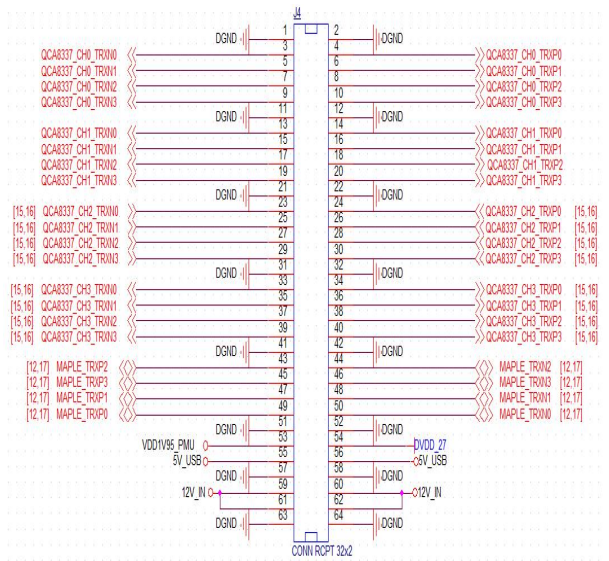 J4
DGND 1 2 DGND
QCA8337_CH0_TRXN0 3 4 QCA8337_CH0_TRXP0
QCA8337_CH0_TRXN1 5 6 QCA8337_CH0_TRXP1
QCA8337_CH0_TRXN2 7 8 QCA8337_CH0_TRXP2
QCA8337_CH0_TRXN3 9 10 QCA8337_CH0_TRXP3
DGND 11 12 DGND
QCA8337_CH1_TRXN0 13 14 QCA8337_CH1_TRXP0
QCA8337_CH1_TRXN1 15 16 QCA8337_CH1_TRXP1
QCA8337_CH1_TRXN2 17 18 QCA8337_CH1_TRXP2
QCA8337_CH1_TRXN3 19 20 QCA8337_CH1_TRXP3
DGND 21 22 DGND
[15,16] QCA8337_CH2_TRXN0 23 24 QCA8337_CH2_TRXP0 [15,16]
[15,16] QCA8337_CH2_TRXN1 25 26 QCA8337_CH2_TRXP1 [15,16]
[15,16] QCA8337_CH2_TRXN2 27 28 QCA8337_CH2_TRXP2 [15,16]
[15,16] QCA8337_CH2_TRXN3 29 30 QCA8337_CH2_TRXP3 [15,16]
DGND 31 32 DGND
[15,16] QCA8337_CH3_TRXN0 33 34 QCA8337_CH3_TRXP0 [15,16]
[15,16] QCA8337_CH3_TRXN1 35 36 QCA8337_CH3_TRXP1 [15,16]
[15,16] QCA8337_CH3_TRXN2 37 38 QCA8337_CH3_TRXP2 [15,16]
[15,16] QCA8337_CH3_TRXN3 39 40 QCA8337_CH3_TRXP3 [15,16]
DGND 41 42 DGND
[12,17] MAPLE_TRXP2 43 44 MAPLE_TRXN2 [12,17]
[12,17] MAPLE_TRXP3 45 46 MAPLE_TRXN3 [12,17]
[12,17] MAPLE_TRXP1 47 48 MAPLE_TRXN1 [12,17]
[12,17] MAPLE_TRXP0 49 50 MAPLE_TRXN0 [12,17]
DGND 51 52 DGND
VDD1V95_PMU 53 54 DVDD_27
5V_USB 55 56 5V_USB
DGND 57 58 DGND
12V_IN 59 60 12V_IN
61 62
DGND 63 64 DGND
CONN RCPT 32x2